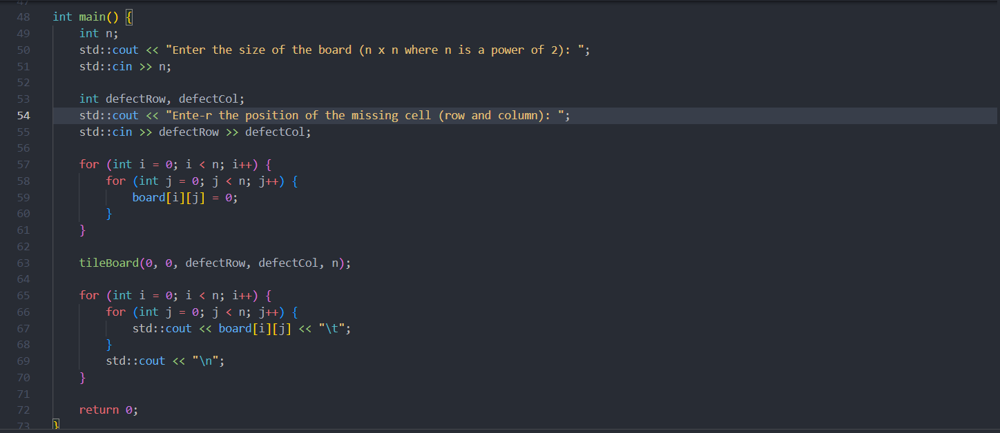 47
48 int main() {
49 int n;
50 std::cout << "Enter the size of the board (n x n where n is a power of 2): ";
51 std::cin >> n;
52
53 int defectRow, defectCol;
54 std::cout << "Ente-r the position of the missing cell (row and column): ";
55 std::cin >> defectRow >> defectCol;
56
57 for (int i = 0; i < n; i++) {
58 for (int j = 0; j < n; j++) {
59 board[i][j] = 0;
60 }
61 }
62
63 tileBoard(0, 0, defectRow, defectCol, n);
64
65 for (int i = 0; i < n; i++) {
66 for (int j = 0; j < n; j++) {
67 std::cout << board[i][j] << "\t";
68 }
69 std::cout << "\n";
70 }
71
72 return 0;
73 }